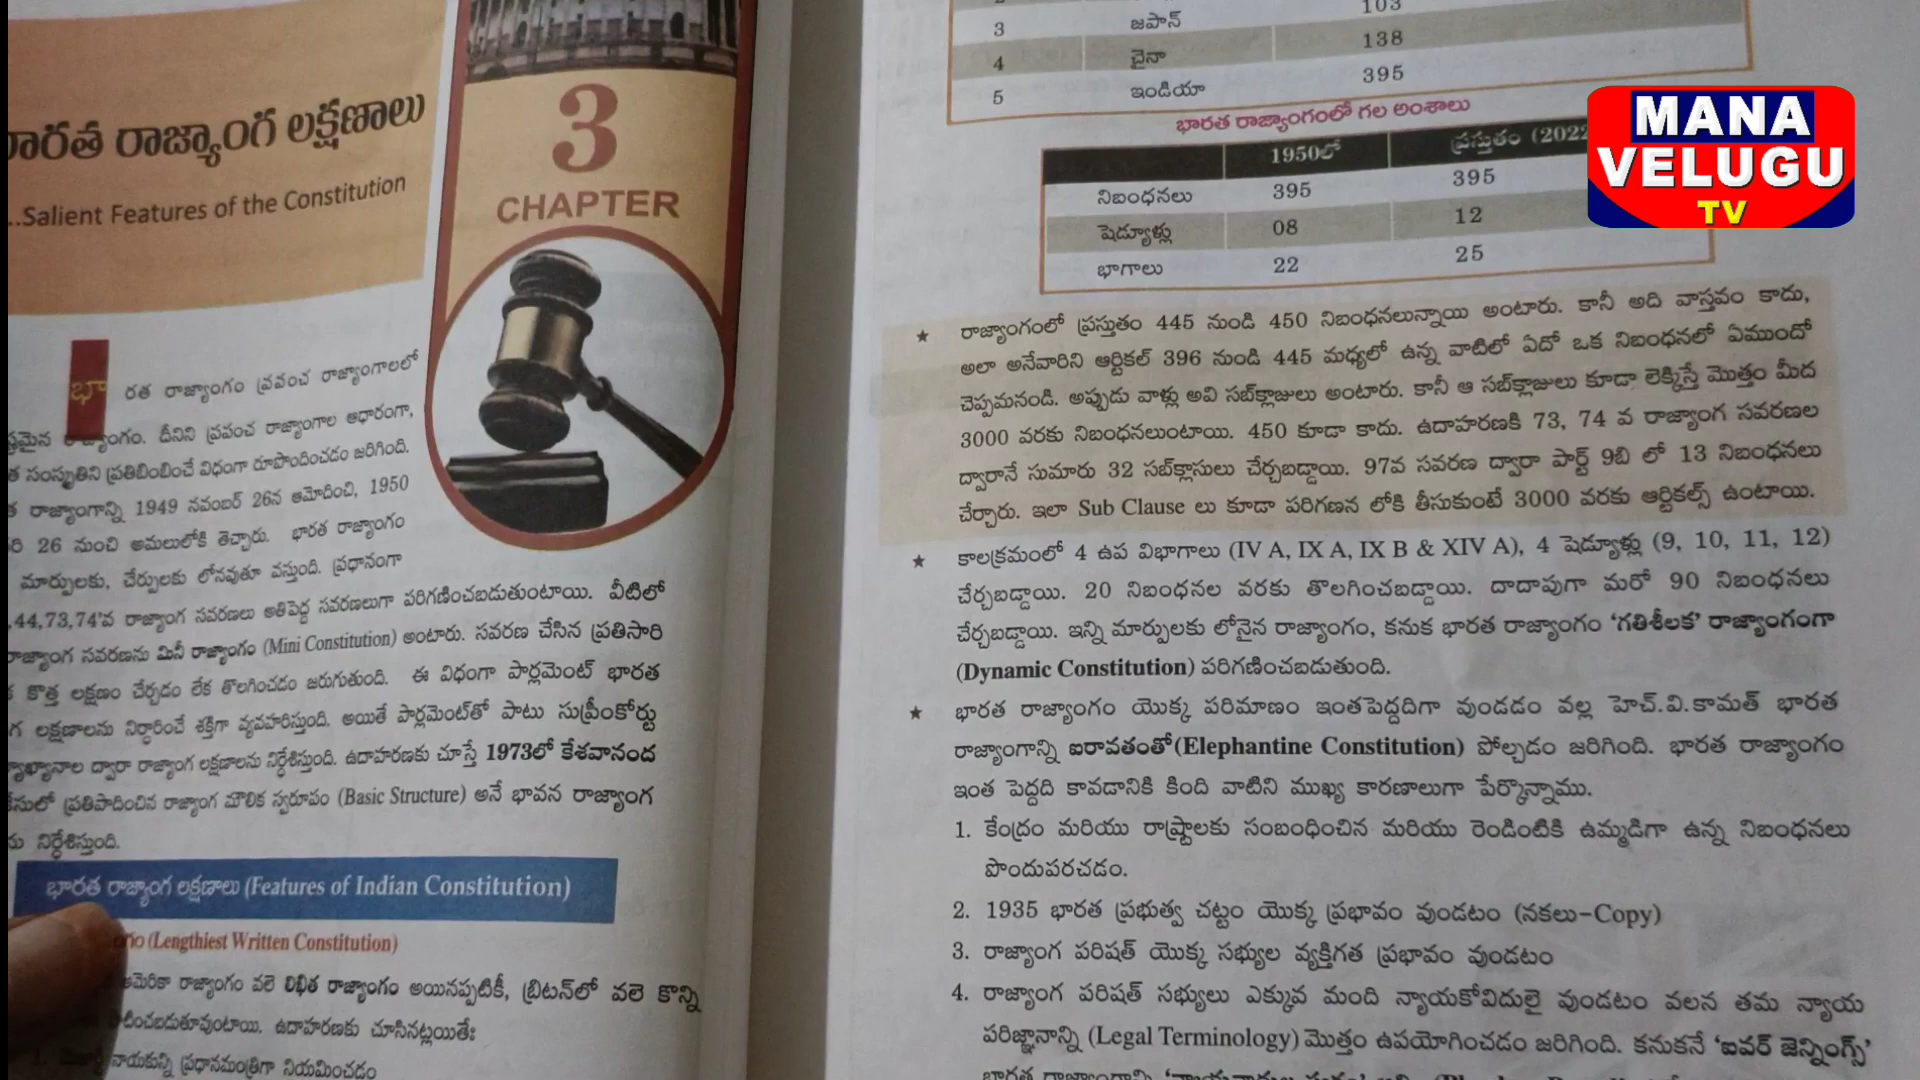 రాజ్యాంగ లక్షణాలు
...Salient Features of the Constitution
3
CHAPTER
భా
రత రాజ్యాంగం ప్రపంచ రాజ్యాంగాలలో
రాజ్యాంగం. దీనిని ప్రపంచ రాజ్యాంగాల ఆధారంగా,
సంస్కృతిని ప్రతిబింబించే విధంగా రూపొందించడం జరిగింది.
రాజ్యాంగాన్ని 1949 నవంబర్ 26న ఆమోదించి, 1950
26 నుంచి అమలులోకి తెచ్చారు. భారత రాజ్యాంగం
మార్పులకు, చేర్పులకు లోనవుతూ వస్తుంది. ప్రధానంగా
,44,73,74'వ రాజ్యాంగ సవరణలు అతిపెద్ద సవరణలుగా పరిగణించబడుతుంటాయి. వీటిలో
రాజ్యాంగ సవరణను మినీ రాజ్యాంగం (Mini Constitution) అంటారు. సవరణ చేసిన ప్రతిసారి
కొత్త లక్షణం చేర్చడం లేక తొలగించడం జరుగుతుంది. ఈ విధంగా పార్లమెంట్ భారత
లక్షణాలను నిర్ధారించే శక్తిగా వ్యవహరిస్తుంది. అయితే పార్లమెంట్‌తో పాటు సుప్రీంకోర్టు
ద్వారా రాజ్యాంగ లక్షణాలను నిర్దేశిస్తుంది. ఉదాహరణకు చూస్తే 1973లో కేశవానంద
ప్రతిపాదించిన రాజ్యాంగ మౌలిక స్వరూపం (Basic Structure) అనే భావన రాజ్యాంగ
నిర్దేశిస్తుంది.
భారత రాజ్యాంగ లక్షణాలు (Features of Indian Constitution)
(Lengthiest Written Constitution)
అమెరికా రాజ్యాంగం వలె లిఖిత రాజ్యాంగం అయినప్పటికీ, బ్రిటన్‌లో వలె కొన్ని
ఉదాహరణకు చూసినట్లయితేః
నాయకున్ని ప్రధానమంత్రిగా నియమించడం
3 జపాన్ 103
4 చైనా 138
5 ఇండియా 395
భారత రాజ్యాంగంలో గల అంశాలు
1950లో ప్రస్తుతం (2022
నిబంధనలు 395 395
షెడ్యూళ్లు 08 12
భాగాలు 22 25
MANA
VELUGU
TV
★ రాజ్యాంగంలో ప్రస్తుతం 445 నుండి 450 నిబంధనలున్నాయి అంటారు. కానీ అది వాస్తవం కాదు,
అలా అనేవారిని ఆర్టికల్ 396 నుండి 445 మధ్యలో ఉన్న వాటిలో ఏదో ఒక నిబంధనలో ఏముందో
చెప్పమనండి. అప్పుడు వాళ్లు అవి సబ్‌క్లాజులు అంటారు. కానీ ఆ సబ్‌క్లాజులు కూడా లెక్కిస్తే మొత్తం మీద
3000 వరకు నిబంధనలుంటాయి. 450 కూడా కాదు. ఉదాహరణకి 73, 74 వ రాజ్యాంగ సవరణల
ద్వారానే సుమారు 32 సబ్‌క్లాసులు చేర్చబడ్డాయి. 97వ సవరణ ద్వారా పార్ట్ 9బి లో 13 నిబంధనలు
చేర్చారు. ఇలా Sub Clause లు కూడా పరిగణన లోకి తీసుకుంటే 3000 వరకు ఆర్టికల్స్ ఉంటాయి.
★ కాలక్రమంలో 4 ఉప విభాగాలు (IV A, IX A, IX B & XIV A), 4 షెడ్యూళ్లు (9, 10, 11, 12)
చేర్చబడ్డాయి. 20 నిబంధనల వరకు తొలగించబడ్డాయి. దాదాపుగా మరో 90 నిబంధనలు
చేర్చబడ్డాయి. ఇన్ని మార్పులకు లోనైన రాజ్యాంగం, కనుక భారత రాజ్యాంగం 'గతిశీలక' రాజ్యాంగంగా
(Dynamic Constitution) పరిగణించబడుతుంది.
★ భారత రాజ్యాంగం యొక్క పరిమాణం ఇంతపెద్దదిగా వుండడం వల్ల హెచ్.వి.కామత్ భారత
రాజ్యాంగాన్ని ఐరావతంతో(Elephantine Constitution) పోల్చడం జరిగింది. భారత రాజ్యాంగం
ఇంత పెద్దది కావడానికి కింది వాటిని ముఖ్య కారణాలుగా పేర్కొన్నాము.
1. కేంద్రం మరియు రాష్ట్రాలకు సంబంధించిన మరియు రెండింటికి ఉమ్మడిగా ఉన్న నిబంధనలు
పొందుపరచడం.
2. 1935 భారత ప్రభుత్వ చట్టం యొక్క ప్రభావం వుండటం (నకలు-Copy)
3. రాజ్యాంగ పరిషత్ యొక్క సభ్యుల వ్యక్తిగత ప్రభావం వుండటం
4. రాజ్యాంగ పరిషత్ సభ్యులు ఎక్కువ మంది న్యాయకోవిదులై వుండటం వలన తమ న్యాయ
పరిజ్ఞానాన్ని (Legal Terminology) మొత్తం ఉపయోగించడం జరిగింది. కనుకనే 'ఐవర్ జెన్నింగ్స్'